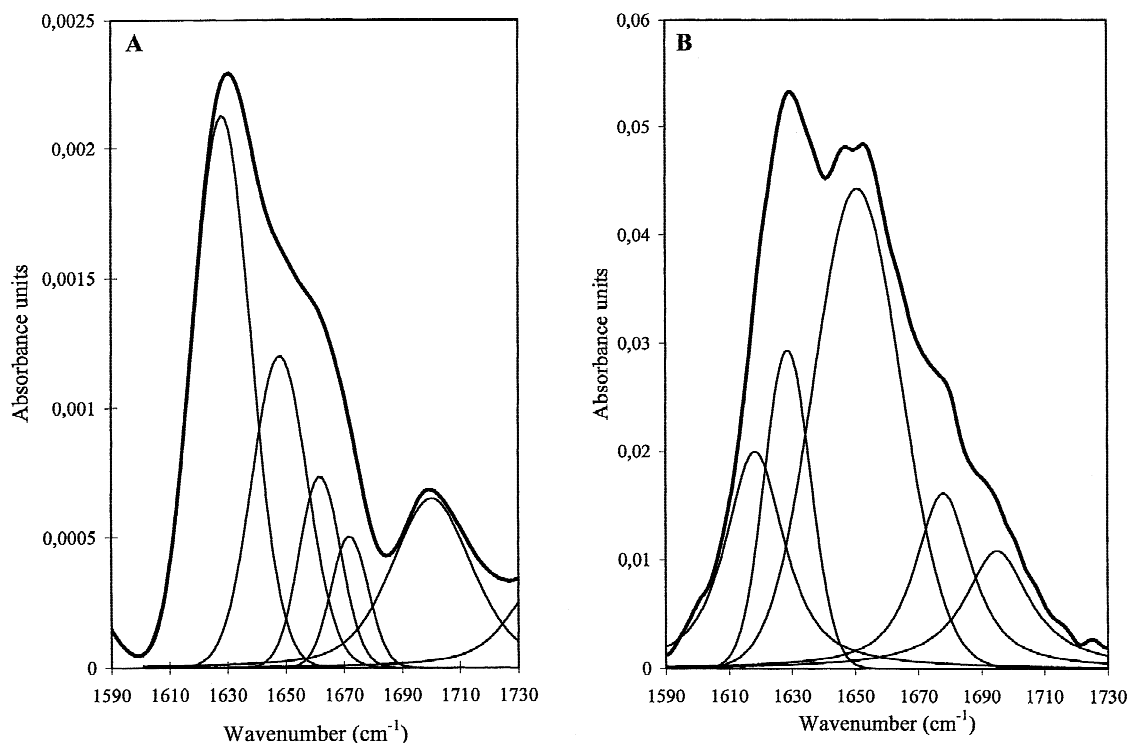 A
0,0025
0,002
0,0015
0,001
0,0005
0
Absorbance units
1590 1610 1630 1650 1670 1690 1710 1730
Wavenumber (cm⁻¹)
B
0,06
0,05
0,04
0,03
0,02
0,01
0
Absorbance units
1590 1610 1630 1650 1670 1690 1710 1730
Wavenumber (cm⁻¹)